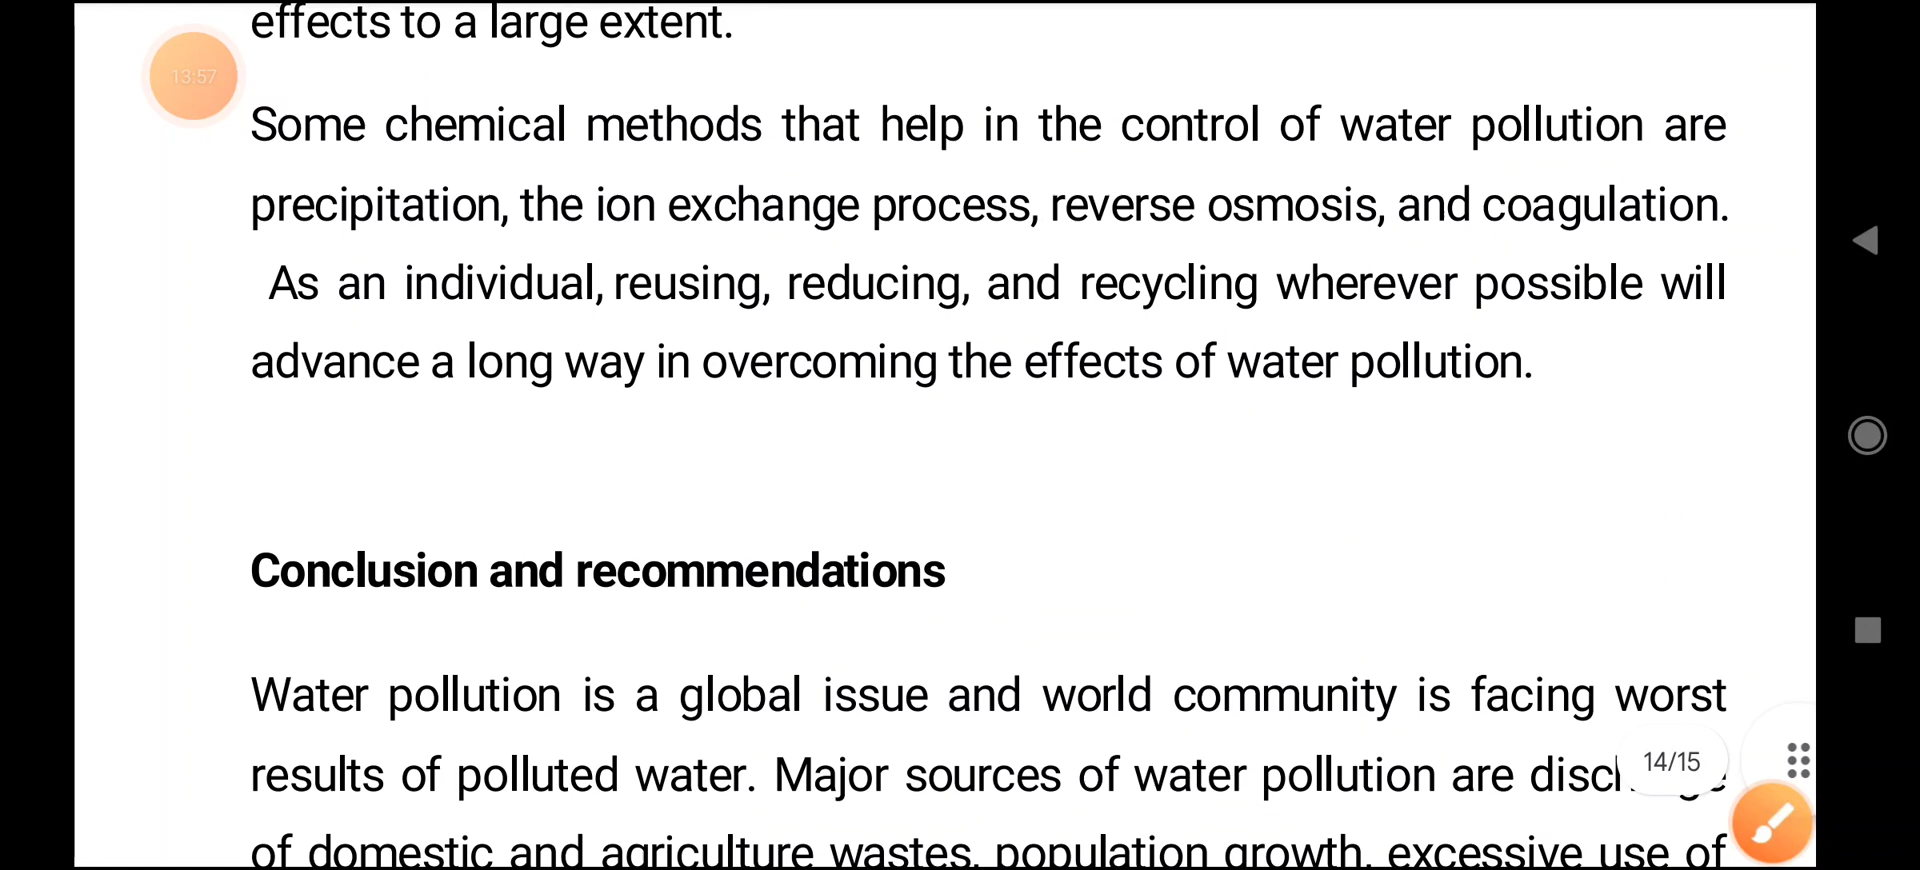 effects to a large extent.
13:57
Some chemical methods that help in the control of water pollution are
precipitation, the ion exchange process, reverse osmosis, and coagulation.
As an individual, reusing, reducing, and recycling wherever possible will
advance a long way in overcoming the effects of water pollution.
Conclusion and recommendations
Water pollution is a global issue and world community is facing worst
results of polluted water. Major sources of water pollution are
14/15
of domestic and agriculture wastes, population growth, excessive use of